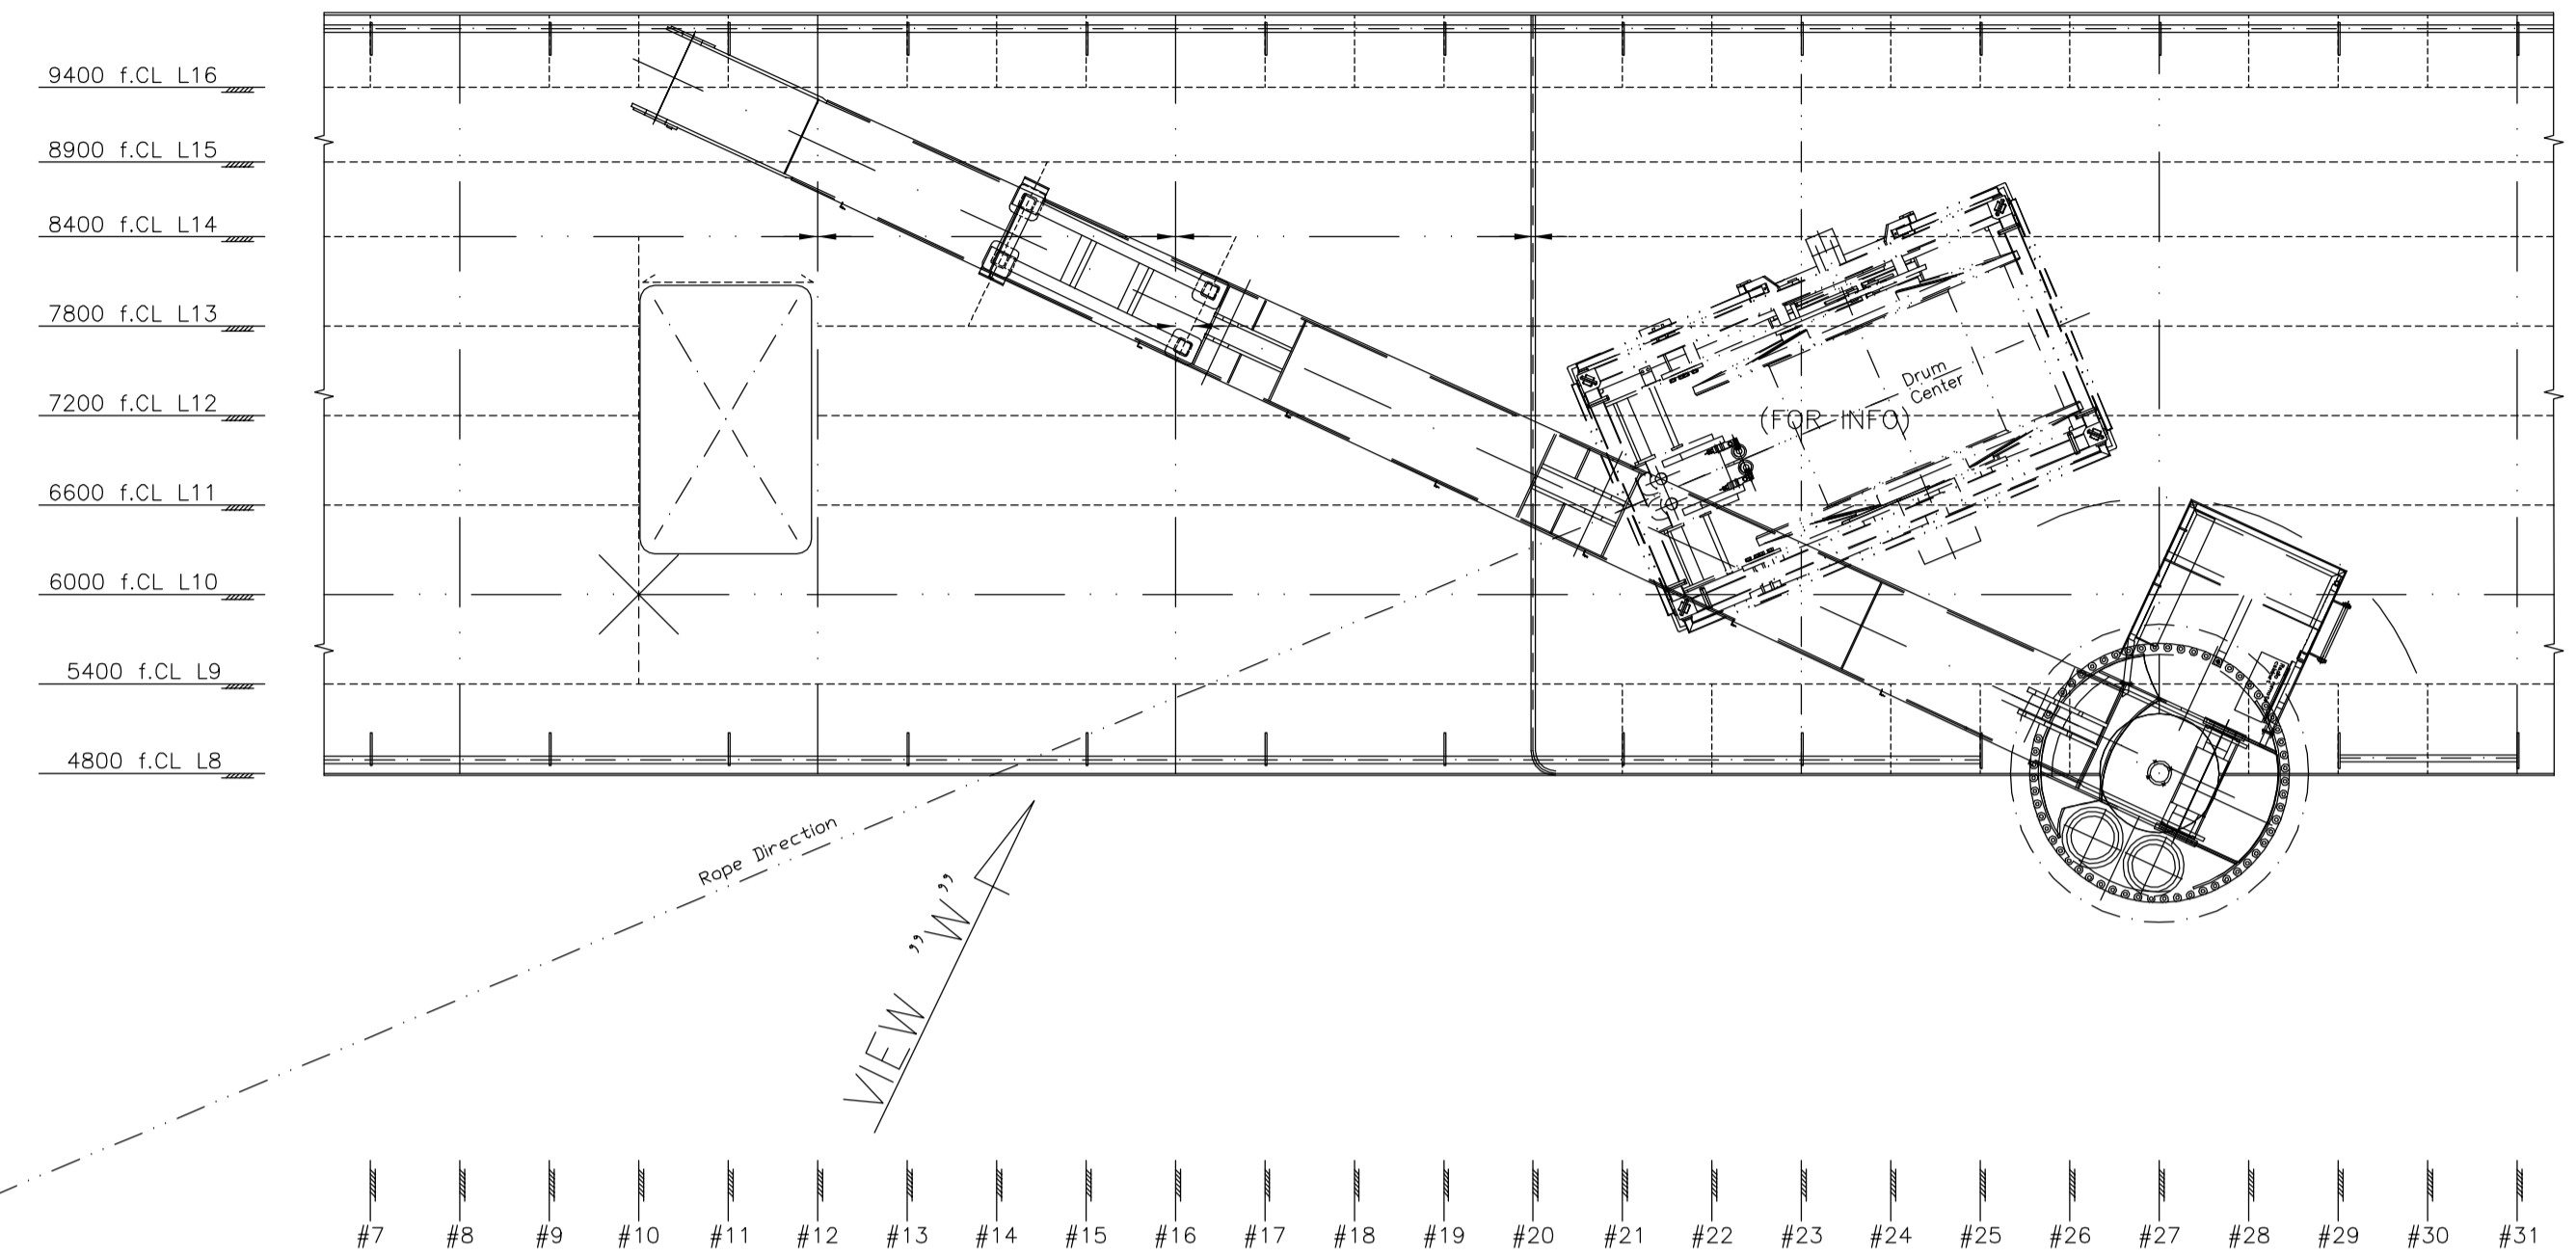 9400 f.CL L16
8900 f.CL L15
8400 f.CL L14
7800 f.CL L13
7200 f.CL L12
6600 f.CL L11
6000 f.CL L10
5400 f.CL L9
4800 f.CL L8
Drum
Center
(FOR INFO)
Rope Direction
VIEW "W"
#7 #8 #9 #10 #11 #12 #13 #14 #15 #16 #17 #18 #19 #20 #21 #22 #23 #24 #25 #26 #27 #28 #29 #30 #31